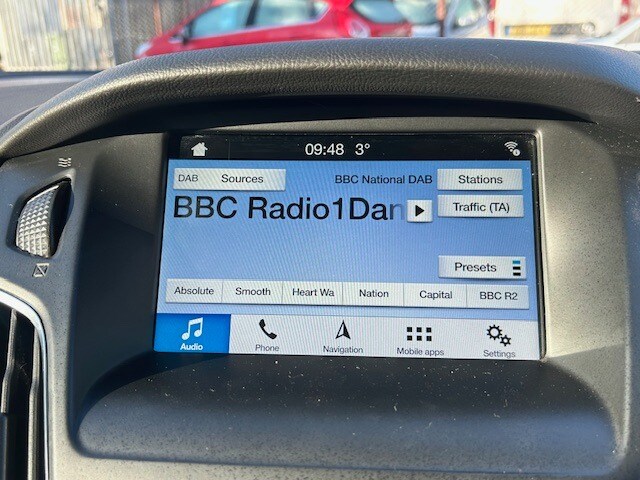 09:48 3°
DAB Sources BBC National DAB Stations
BBC Radio1Dan Traffic (TA)
Presets
Absolute Smooth Heart Wa Nation Capital BBC R2
Audio Phone Navigation Mobile apps Settings